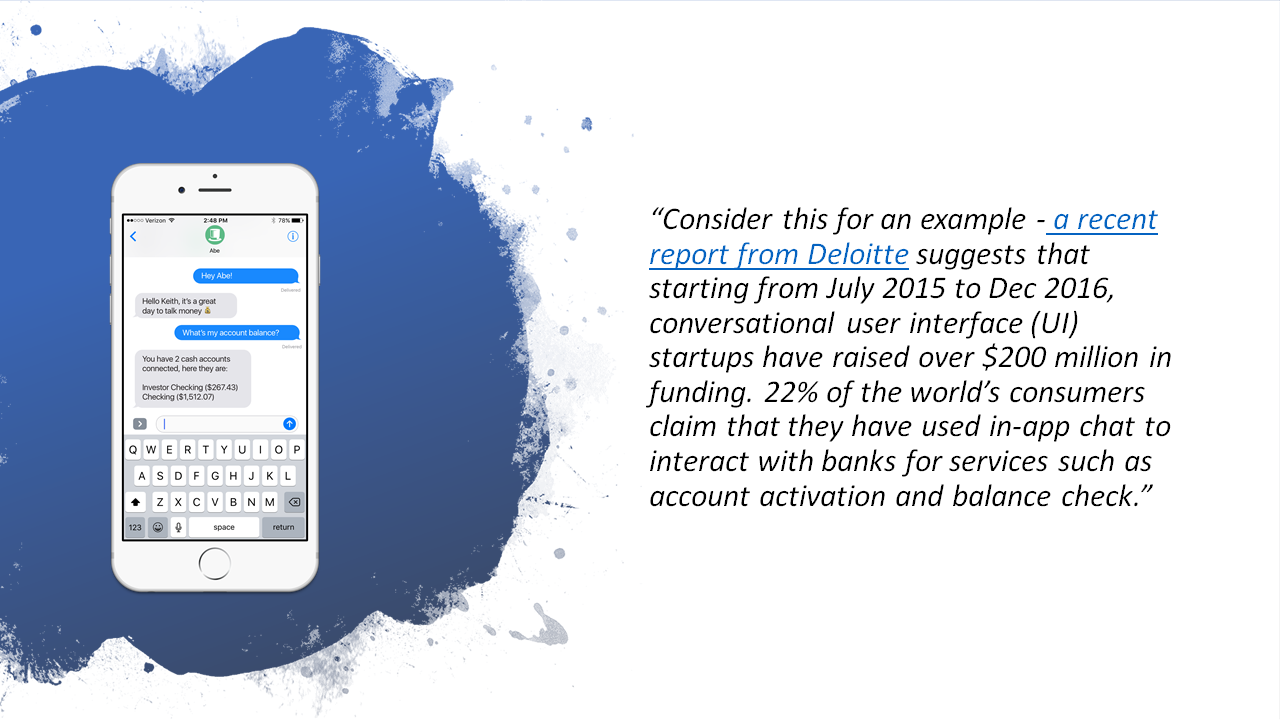 Verizon 2:48 PM 78%
Abe
Hey Abe!
Delivered
Hello Keith, it's a great
day to talk money 💰
What's my account balance?
Delivered
You have 2 cash accounts
connected, here they are:
Investor Checking ($267.43)
Checking ($1,512.07)
Q W E R T Y U I O P
A S D F G H J K L
Z X C V B N M
123 space return
“Consider this for an example - a recent
report from Deloitte suggests that
starting from July 2015 to Dec 2016,
conversational user interface (UI)
startups have raised over $200 million in
funding. 22% of the world’s consumers
claim that they have used in-app chat to
interact with banks for services such as
account activation and balance check.”